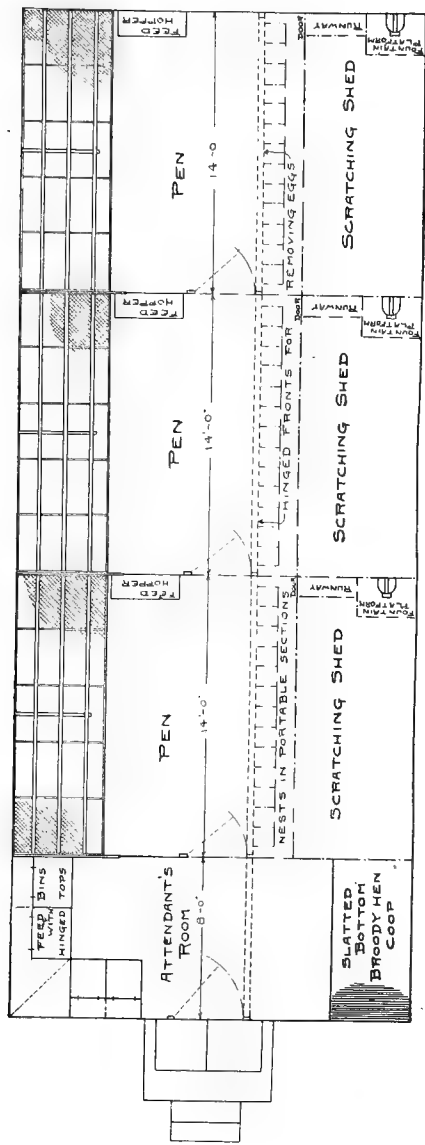 FEED BINS
WITH
HINGED TOPS
FEED
HOPPER
FEED
HOPPER
FEED
HOPPER
ATTENDANT'S
ROOM
PEN
PEN
PEN
8'-0"
14'-0"
14'-0"
14'-0
NESTS IN PORTABLE SECTIONS
HINGED FRONTS FOR
REMOVING EGGS
DOOR
DOOR
DOOR
RUNWAY
RUNWAY
RUNWAY
SLATTED
BOTTOM
BROODY HEN
COOP
SCRATCHING SHED
SCRATCHING SHED
SCRATCHING SHED
FOUNTAIN
PLATFORM
FOUNTAIN
PLATFORM
FOUNTAIN
PLATFORM